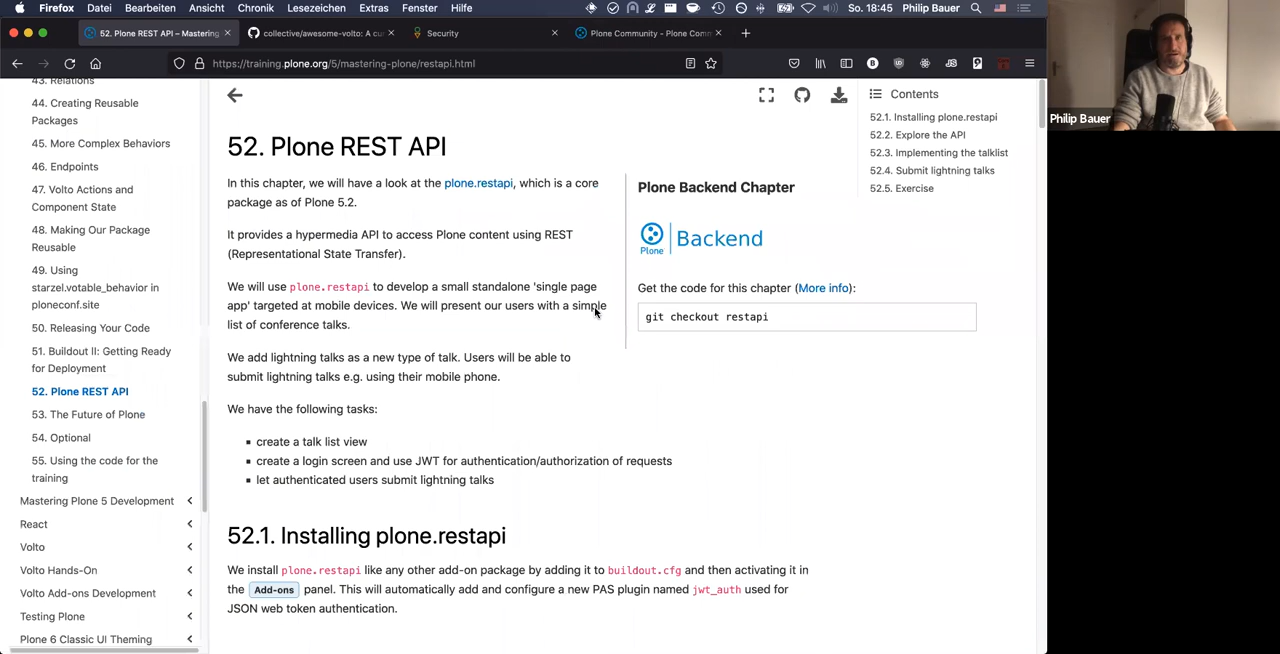 Firefox Datei Bearbeiten Ansicht Chronik Lesezeichen Extras Fenster Hilfe So. 18:45 Philip Bauer
52. Plone REST API – Mastering
collective/awesome-volto: A cu
Security
Plone Community - Plone Com
https://training.plone.org/5/mastering-plone/restapi.html
43. Relations
44. Creating Reusable
Packages
45. More Complex Behaviors
46. Endpoints
47. Volto Actions and
Component State
48. Making Our Package
Reusable
49. Using
starzel.votable_behavior in
ploneconf.site
50. Releasing Your Code
51. Buildout II: Getting Ready
for Deployment
52. Plone REST API
53. The Future of Plone
54. Optional
55. Using the code for the
training
Mastering Plone 5 Development
React
Volto
Volto Hands-On
Volto Add-ons Development
Testing Plone
Plone 6 Classic UI Theming
52. Plone REST API
In this chapter, we will have a look at the plone.restapi, which is a core
package as of Plone 5.2.
It provides a hypermedia API to access Plone content using REST
(Representational State Transfer).
We will use plone.restapi to develop a small standalone 'single page
app' targeted at mobile devices. We will present our users with a simple
list of conference talks.
We add lightning talks as a new type of talk. Users will be able to
submit lightning talks e.g. using their mobile phone.
We have the following tasks:
create a talk list view
create a login screen and use JWT for authentication/authorization of requests
let authenticated users submit lightning talks
52.1. Installing plone.restapi
We install plone.restapi like any other add-on package by adding it to buildout.cfg and then activating it in
the Add-ons panel. This will automatically add and configure a new PAS plugin named jwt_auth used for
JSON web token authentication.
Plone Backend Chapter
Plone Backend
Get the code for this chapter (More info):
git checkout restapi
Contents
52.1. Installing plone.restapi
52.2. Explore the API
52.3. Implementing the talklist
52.4. Submit lightning talks
52.5. Exercise
Philip Bauer